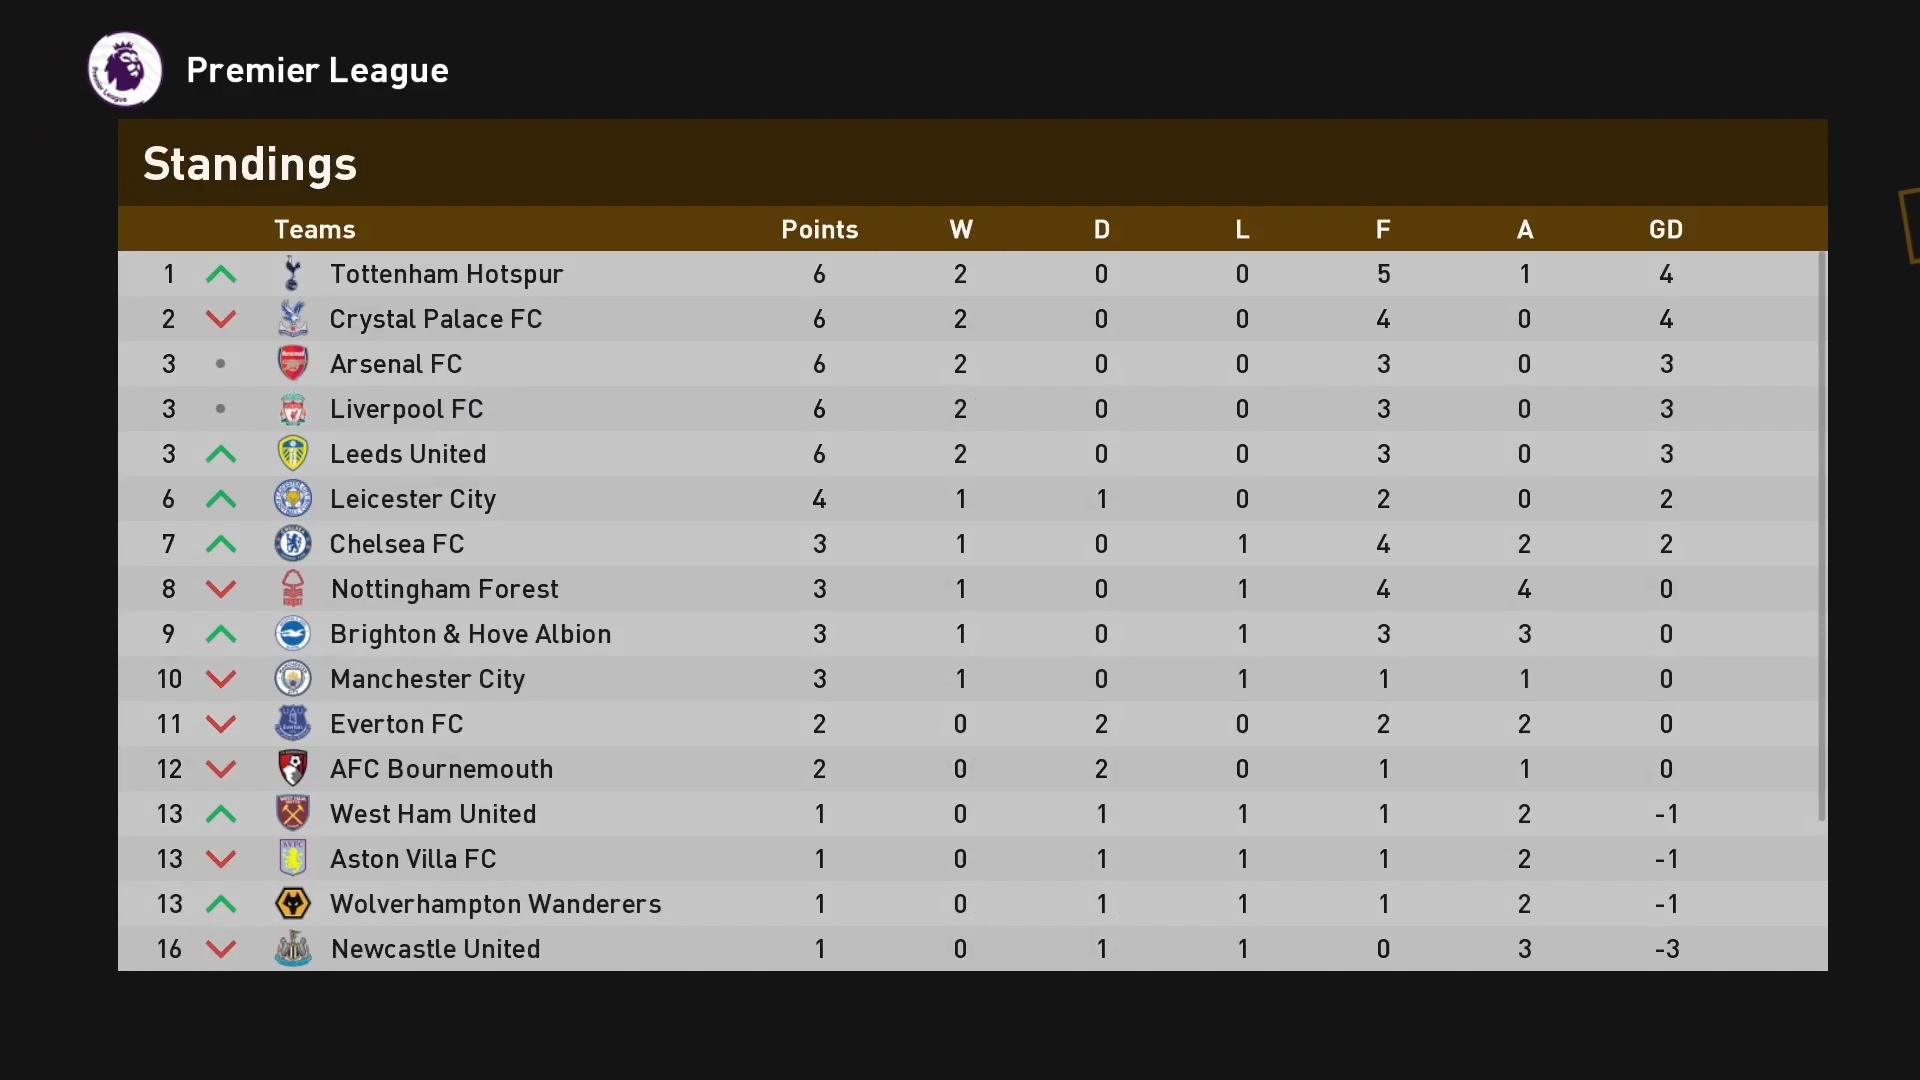 Premier League
Standings
Teams Points W D L F A GD
1 Tottenham Hotspur 6 2 0 0 5 1 4
2 Crystal Palace FC 6 2 0 0 4 0 4
3 Arsenal FC 6 2 0 0 3 0 3
3 Liverpool FC 6 2 0 0 3 0 3
3 Leeds United 6 2 0 0 3 0 3
6 Leicester City 4 1 1 0 2 0 2
7 Chelsea FC 3 1 0 1 4 2 2
8 Nottingham Forest 3 1 0 1 4 4 0
9 Brighton & Hove Albion 3 1 0 1 3 3 0
10 Manchester City 3 1 0 1 1 1 0
11 Everton FC 2 0 2 0 2 2 0
12 AFC Bournemouth 2 0 2 0 1 1 0
13 West Ham United 1 0 1 1 1 2 -1
13 Aston Villa FC 1 0 1 1 1 2 -1
13 Wolverhampton Wanderers 1 0 1 1 1 2 -1
16 Newcastle United 1 0 1 1 0 3 -3